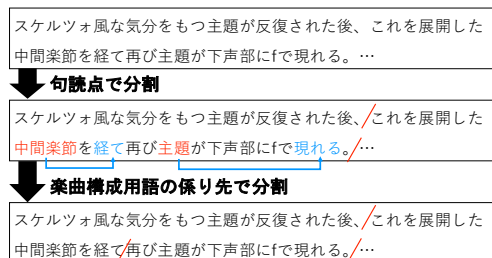 スケルツォ風な気分をもつ主題が反復された後、これを展開した
中間楽節を経て再び主題が下声部にfで現れる。…
句読点で分割
スケルツォ風な気分をもつ主題が反復された後、/これを展開した
中間楽節を経て再び主題が下声部にfで現れる。/…
楽曲構成用語の係り先で分割
スケルツォ風な気分をもつ主題が反復された後、/これを展開した
中間楽節を経て/再び主題が下声部にfで現れる。/…